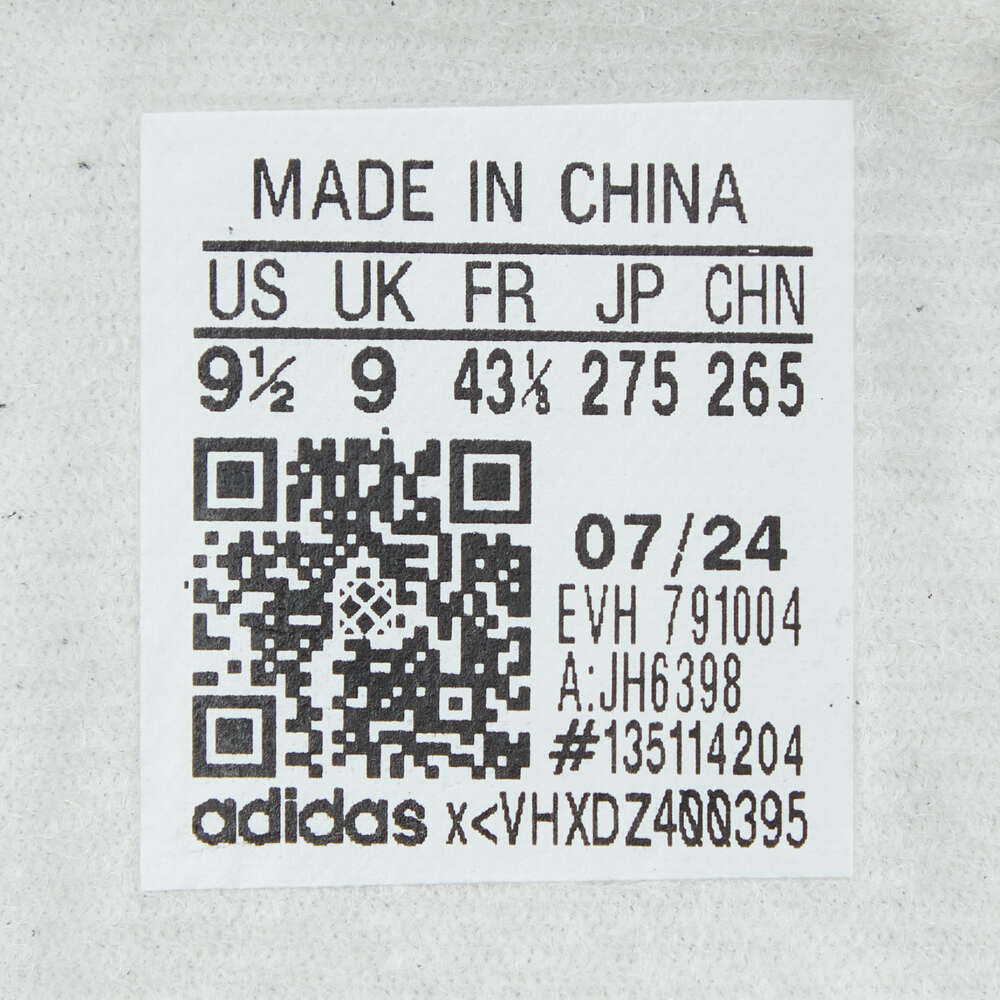 MADE IN CHINA
US UK FR JP CHN
9½ 9 43⅓ 275 265
07/24
EVH 791004
A:JH6398
#135114204
adidas x<VHXDZ400395